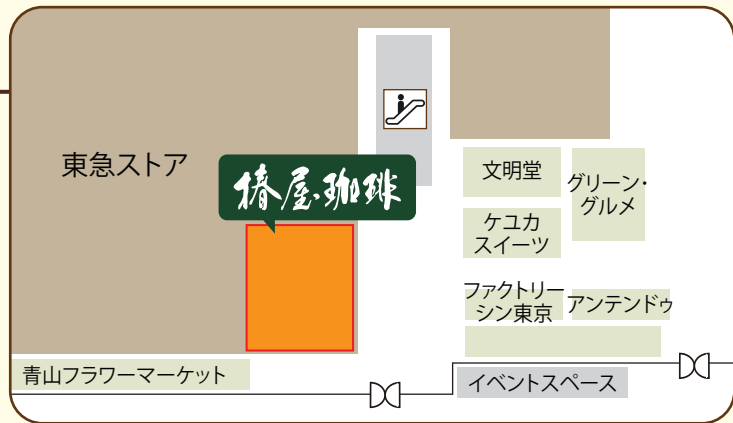 東急ストア
椿屋珈琲
文明堂
グリーン・
グルメ
ケユカ
スイーツ
ファクトリー
シン東京
アンテンドゥ
青山フラワーマーケット
イベントスペース